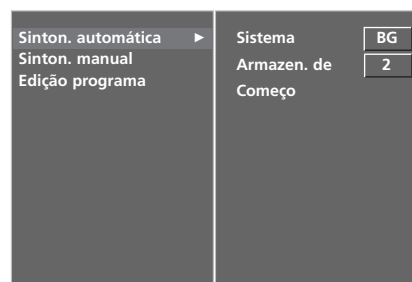 Sinton. automática ►
Sinton. manual
Edição programa
Sistema BG
Armazen. de 2
Começo